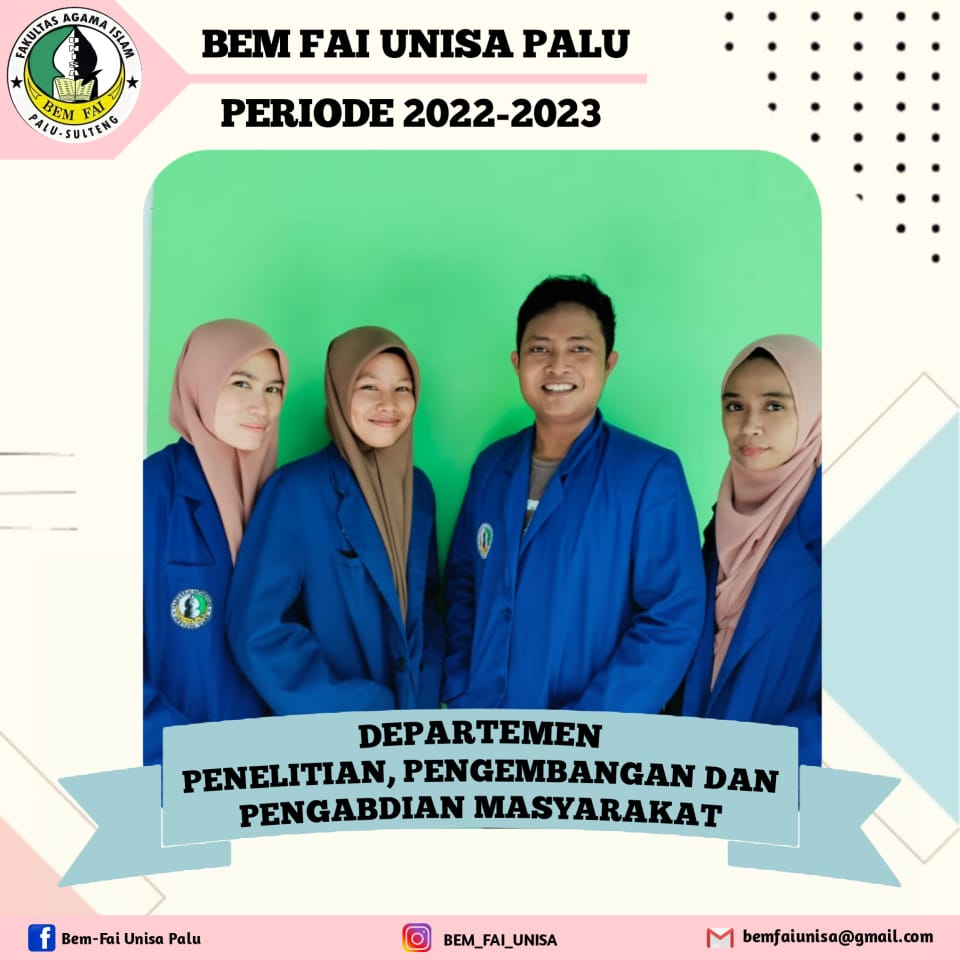 FAKULTAS AGAMA ISLAM
BEM FAI
PALU-SULTENG
BEM FAI UNISA PALU
PERIODE 2022-2023
DEPARTEMEN
PENELITIAN, PENGEMBANGAN DAN
PENGABDIAN MASYARAKAT
Bem-Fai Unisa Palu
BEM_FAI_UNISA
bemfaiunisa@gmail.com